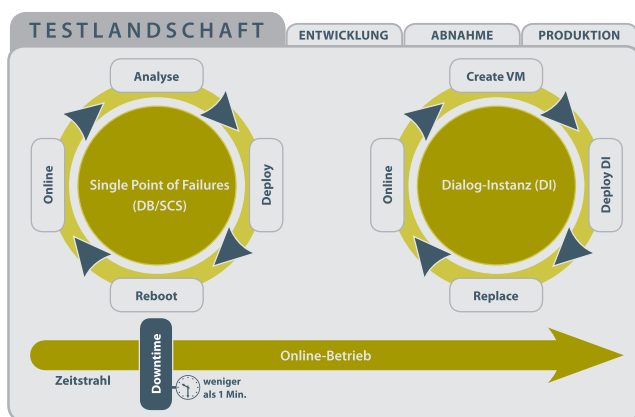 TESTLANDSCHAFT
ENTWICKLUNG
ABNAHME
PRODUKTION
Analyse
Online
Single Point of Failures
(DB/SCS)
Deploy
Reboot
Create VM
Online
Dialog-Instanz (DI)
Deploy DI
Replace
Downtime
Online-Betrieb
Zeitstrahl
weniger
als 1 Min.